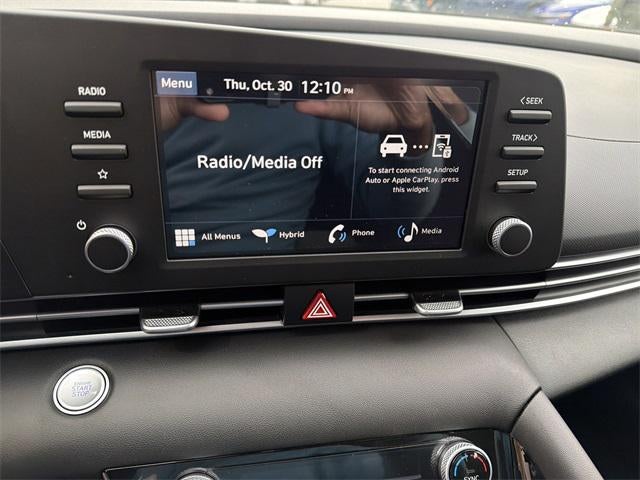 RADIO
MEDIA
Menu
Thu, Oct. 30 12:10 PM
Radio/Media Off
To start connecting Android
Auto or Apple CarPlay, press
this widget.
All Menus
Hybrid
Phone
Media
<SEEK
TRACK>
SETUP
ENGINE
START
STOP
SYNC